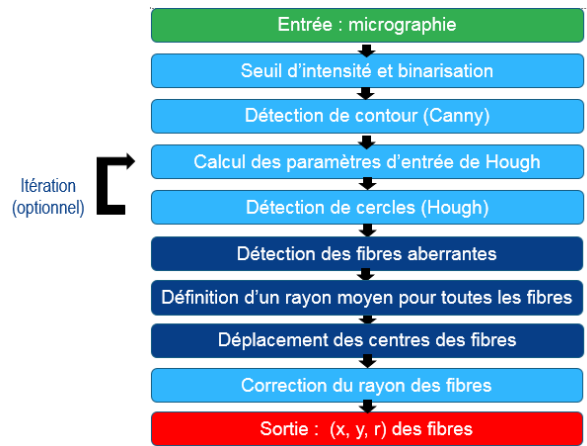 Entrée : micrographie
Seuil d'intensité et binarisation
Détection de contour (Canny)
Calcul des paramètres d'entrée de Hough
Itération
(optionnel)
Détection de cercles (Hough)
Détection des fibres aberrantes
Définition d'un rayon moyen pour toutes les fibres
Déplacement des centres des fibres
Correction du rayon des fibres
Sortie : (x, y, r) des fibres